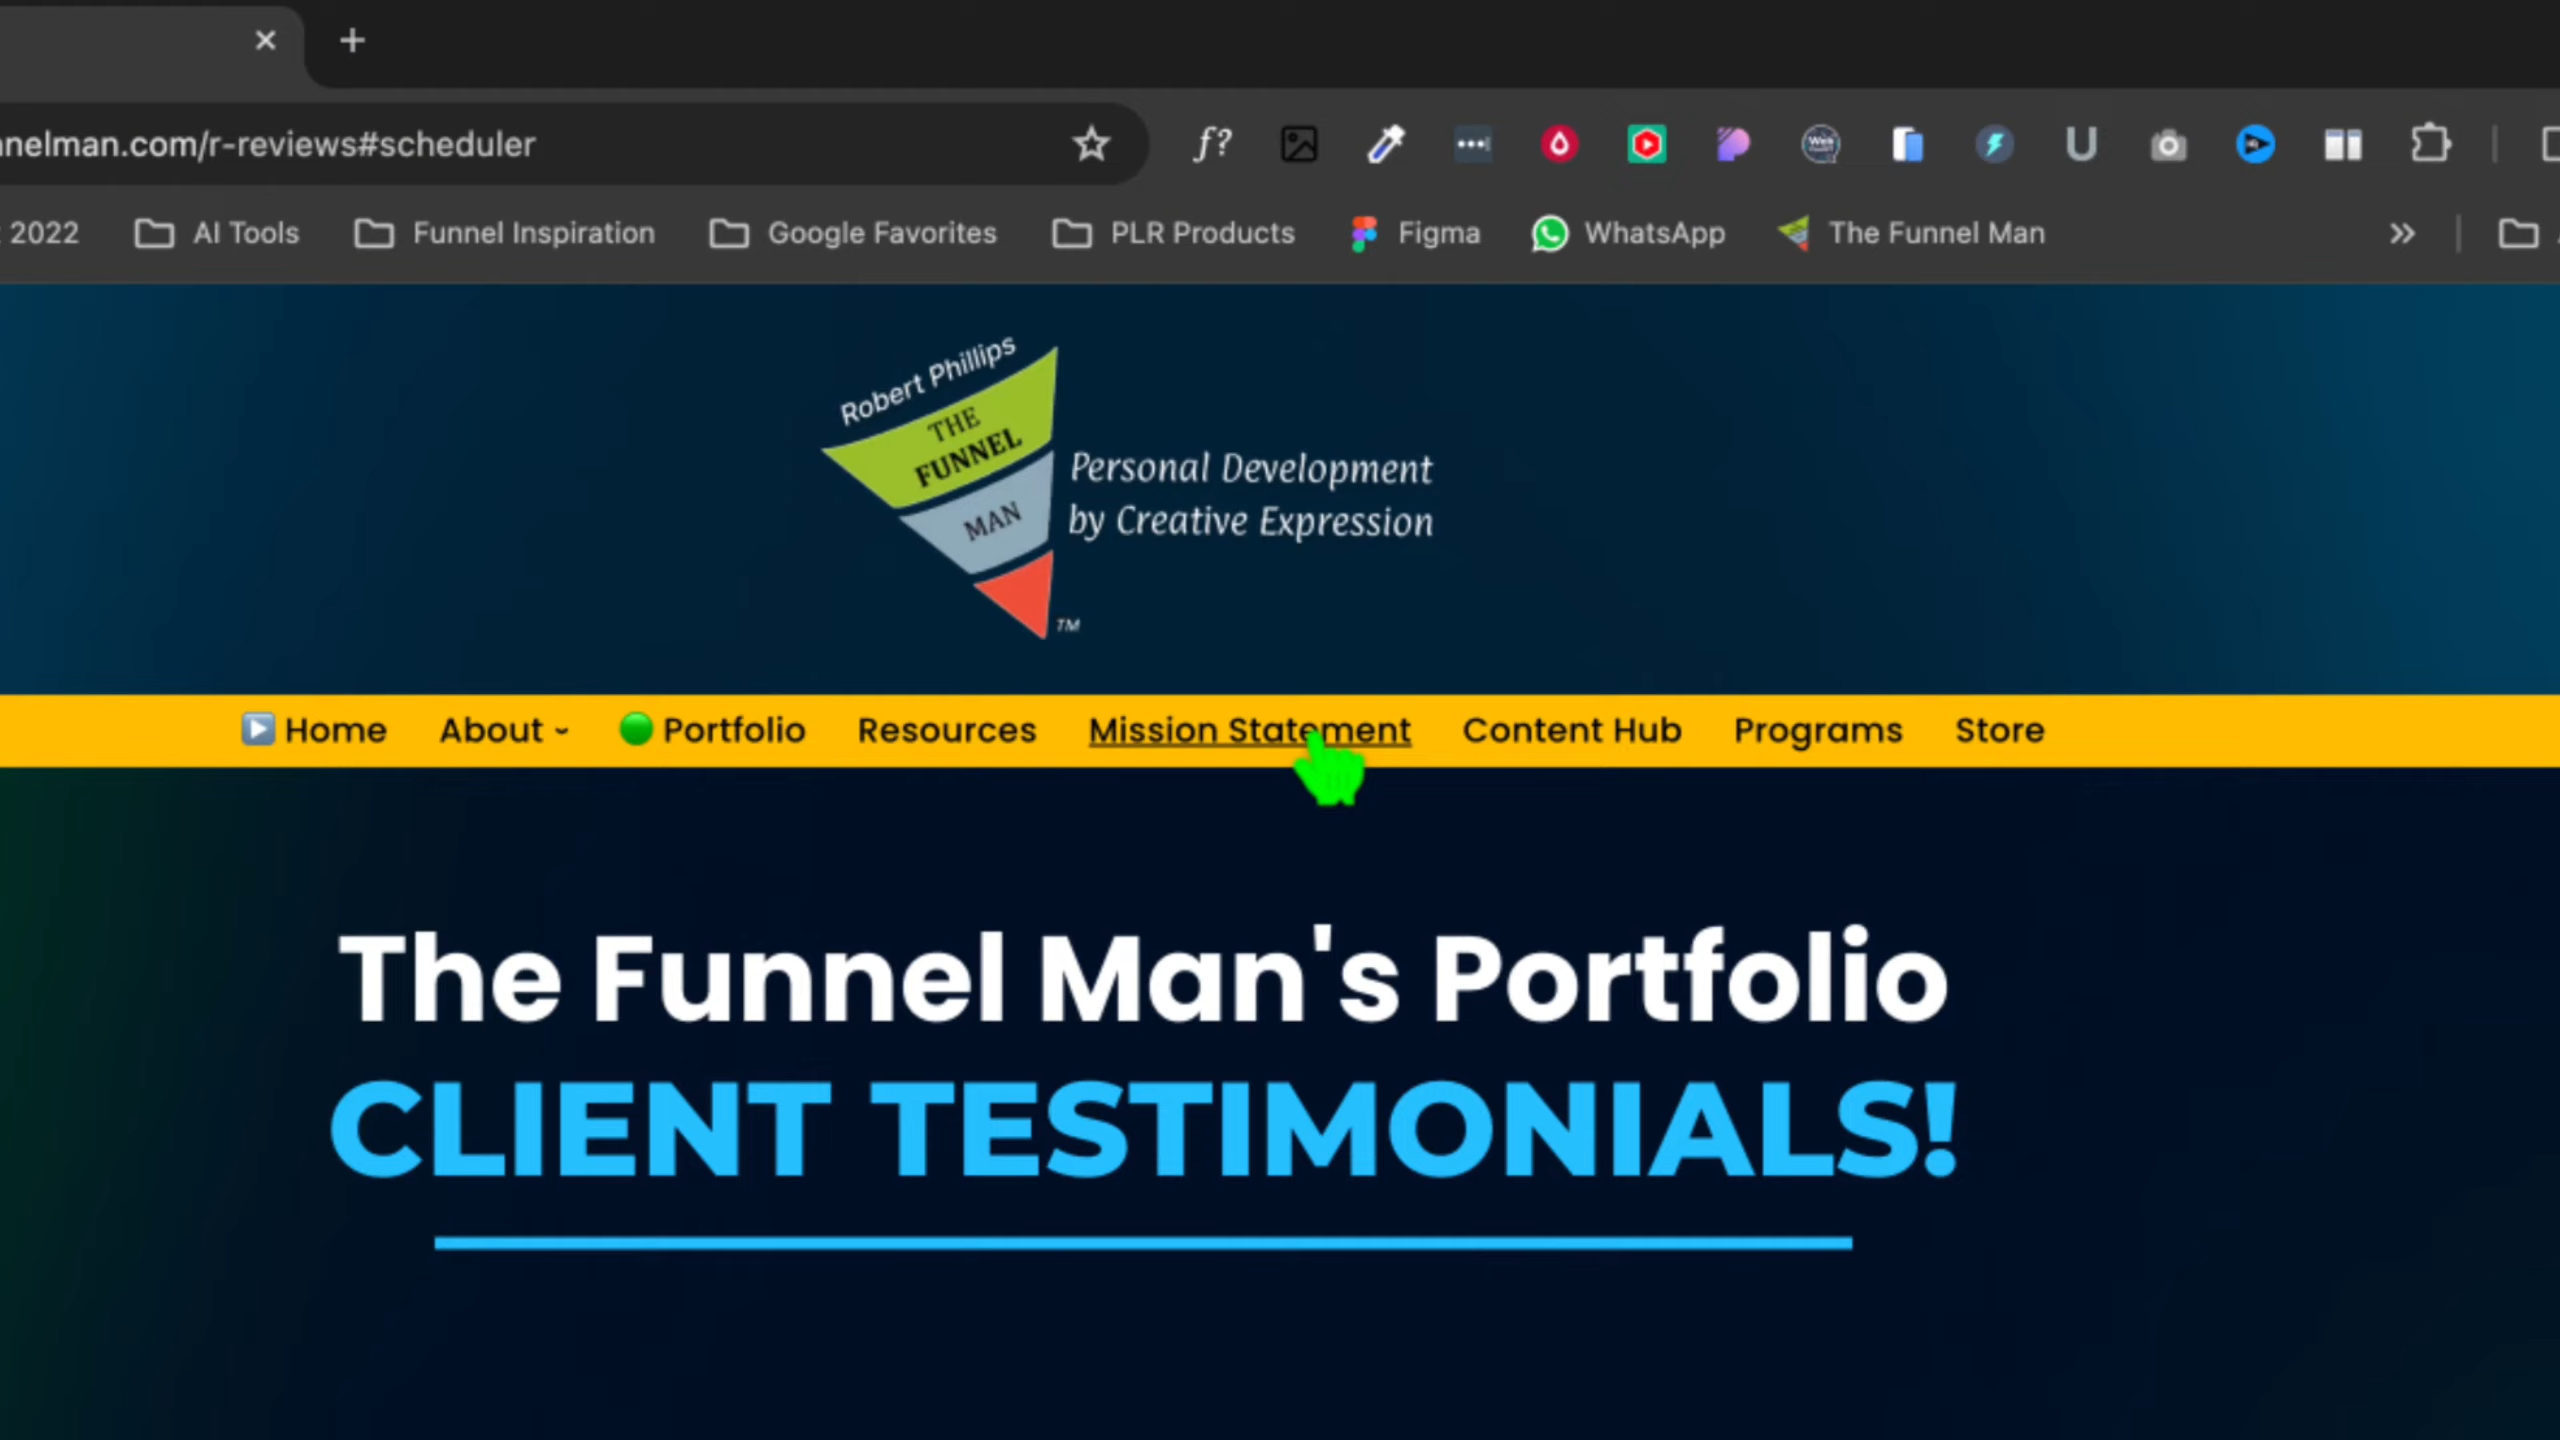 nnelman.com/r-reviews#scheduler
f?
2022
AI Tools
Funnel Inspiration
Google Favorites
PLR Products
Figma
WhatsApp
The Funnel Man
Robert Phillips
THE
FUNNEL
MAN
TM
Personal Development
by Creative Expression
Home
About
Portfolio
Resources
Mission Statement
Content Hub
Programs
Store
The Funnel Man's Portfolio
CLIENT TESTIMONIALS!